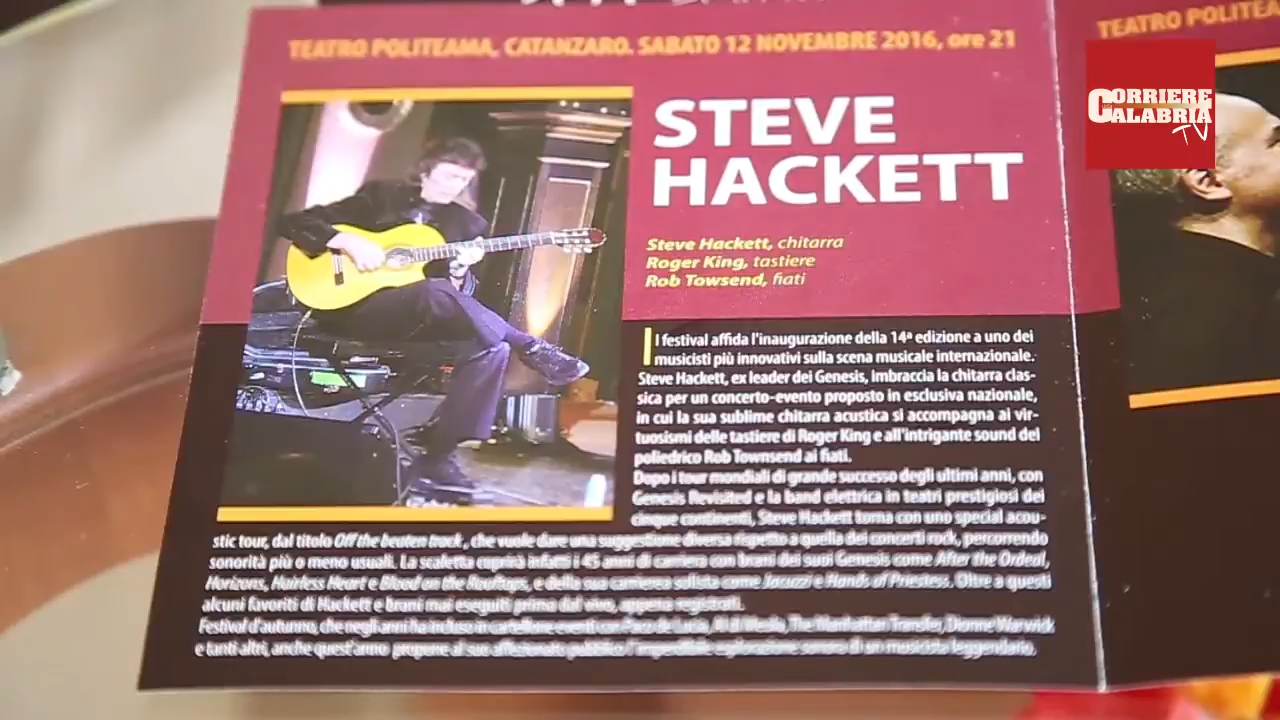 TEATRO POLITEAMA, CATANZARO. SABATO 12 NOVEMBRE 2016, ore 21
TEATRO POLITEA
CORRIERE
CALABRIA
TV
STEVE
HACKETT
Steve Hackett, chitarra
Roger King, tastiere
Rob Towsend, fiati
Il festival affida l'inaugurazione della 14ª edizione a uno dei
musicisti più innovativi sulla scena musicale internazionale.
Steve Hackett, ex leader dei Genesis, imbraccia la chitarra clas-
sica per un concerto-evento proposto in esclusiva nazionale,
in cui la sua sublime chitarra acustica si accompagna ai vir-
tuosismi delle tastiere di Roger King e all'intrigante sound del
poliedrico Rob Townsend ai fiati.
Dopo i tour mondiali di grande successo degli ultimi anni, con
Genesis Revisited e la band elettrica in teatri prestigiosi dei
cinque continenti, Steve Hackett torna con uno special acou-
stic tour, dal titolo Off the beaten track, che vuole dare una suggestione diversa rispetto a quella dei concerti rock, percorrendo
sonorità più o meno usuali. La scaletta coprirà infatti i 45 anni di carriera con brani dei suoi Genesis come After the Ordeal,
Horizons, Hairless Heart e Blood on the Rooftops, e della sua carriera solista come Jacuzzi e Hands of Priestess. Oltre a questi
alcuni favoriti di Hackett e brani mai eseguiti prima dal vivo, appena registrati.
Festival d'autunno, che negli anni ha incluso in cartellone eventi con Paco de Lucia, Al di Meola, The Manhattan Transfer, Dionne Warwick
e tanti altri, anche quest'anno propone al suo affezionato pubblico l' esplorazione sonora di un musicista leggendario.